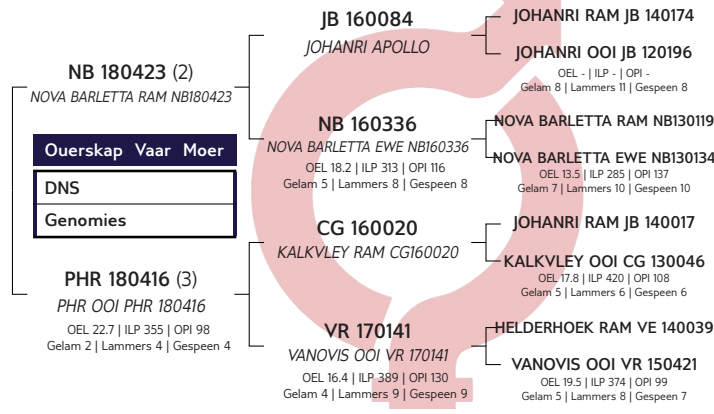 NB 180423 (2)
NOVA BARLETTA RAM NB180423
Ouerskap Vaar Moer
DNS
Genomies
PHR 180416 (3)
PHR OOI PHR 180416
OEL 22.7 | ILP 355 | OPI 98
Gelam 2 | Lammers 4 | Gespeen 4
JB 160084
JOHANRI APOLLO
NB 160336
NOVA BARLETTA EWE NB160336
OEL 18.2 | ILP 313 | OPI 116
Gelam 5 | Lammers 8 | Gespeen 8
CG 160020
KALKVLEY RAM CG160020
VR 170141
VANOVIS OOI VR 170141
OEL 16.4 | ILP 389 | OPI 130
Gelam 4 | Lammers 9 | Gespeen 9
JOHANRI RAM JB 140174
JOHANRI OOI JB 120196
OEL - | ILP - | OPI -
Gelam 8 | Lammers 11 | Gespeen 8
NOVA BARLETTA RAM NB130119
NOVA BARLETTA EWE NB130134
OEL 13.5 | ILP 285 | OPI 137
Gelam 7 | Lammers 10 | Gespeen 10
JOHANRI RAM JB 140017
KALKVLEY OOI CG 130046
OEL 17.8 | ILP 420 | OPI 108
Gelam 5 | Lammers 6 | Gespeen 6
HELDERHOEK RAM VE 140039
VANOVIS OOI VR 150421
OEL 19.5 | ILP 374 | OPI 99
Gelam 5 | Lammers 8 | Gespeen 7